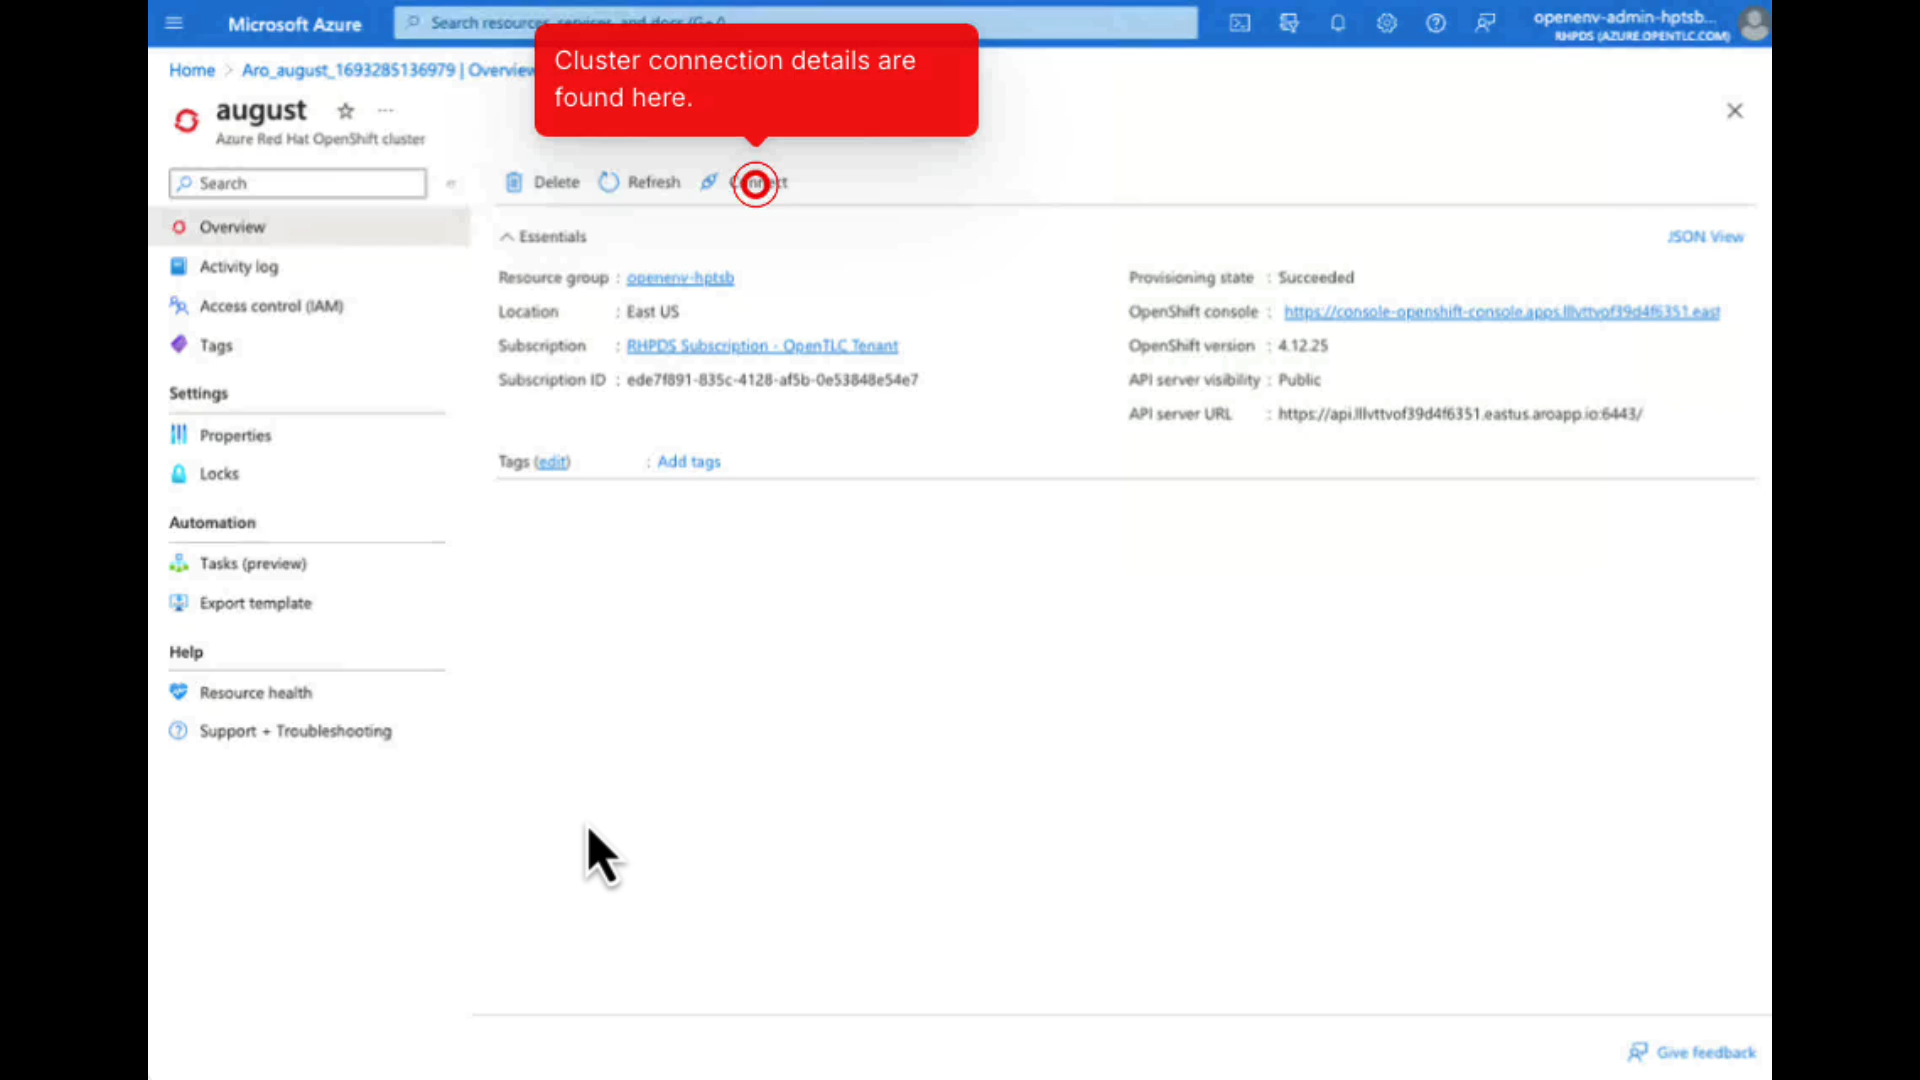 Microsoft Azure
Search resources, services, and docs (G+/)
openenv-admin-hptsb...
RHPDS (AZURE.OPENTLC.COM)
Cluster connection details are
found here.
Home > Aro_august_1693285136979 | Overview
august
...
Azure Red Hat OpenShift cluster
Search
«
Delete
Refresh
Connect
Overview
Activity log
Access control (IAM)
Tags
Settings
Properties
Locks
Automation
Tasks (preview)
Export template
Help
Resource health
Support + Troubleshooting
Essentials
JSON View
Resource group : openenv-hptsb
Location : East US
Subscription : RHPDS Subscription - OpenTLC Tenant
Subscription ID : ede7f891-835c-4128-af5b-0e53848e54e7
Provisioning state : Succeeded
OpenShift console : https://console-openshift-console.apps.lllvttvof39d4f6351.east
OpenShift version : 4.12.25
API server visibility : Public
API server URL : https://api.lllvttvof39d4f6351.eastus.aroapp.io:6443/
Tags (edit) : Add tags
Give feedback